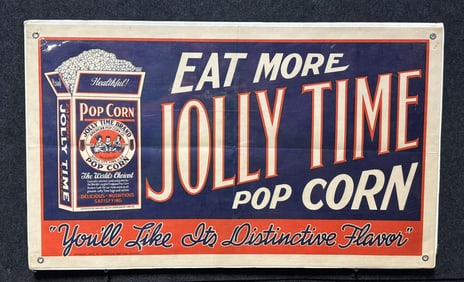 EAT MORE
JOLLY TIME
POP CORN
"You'll Like Its Distinctive Flavor"
Healthful!
POP CORN
JOLLY TIME BRAND
POP CORN
The World's Choicest
DELICIOUS - NUTRITIOUS
SATISFYING
JOLLY TIME